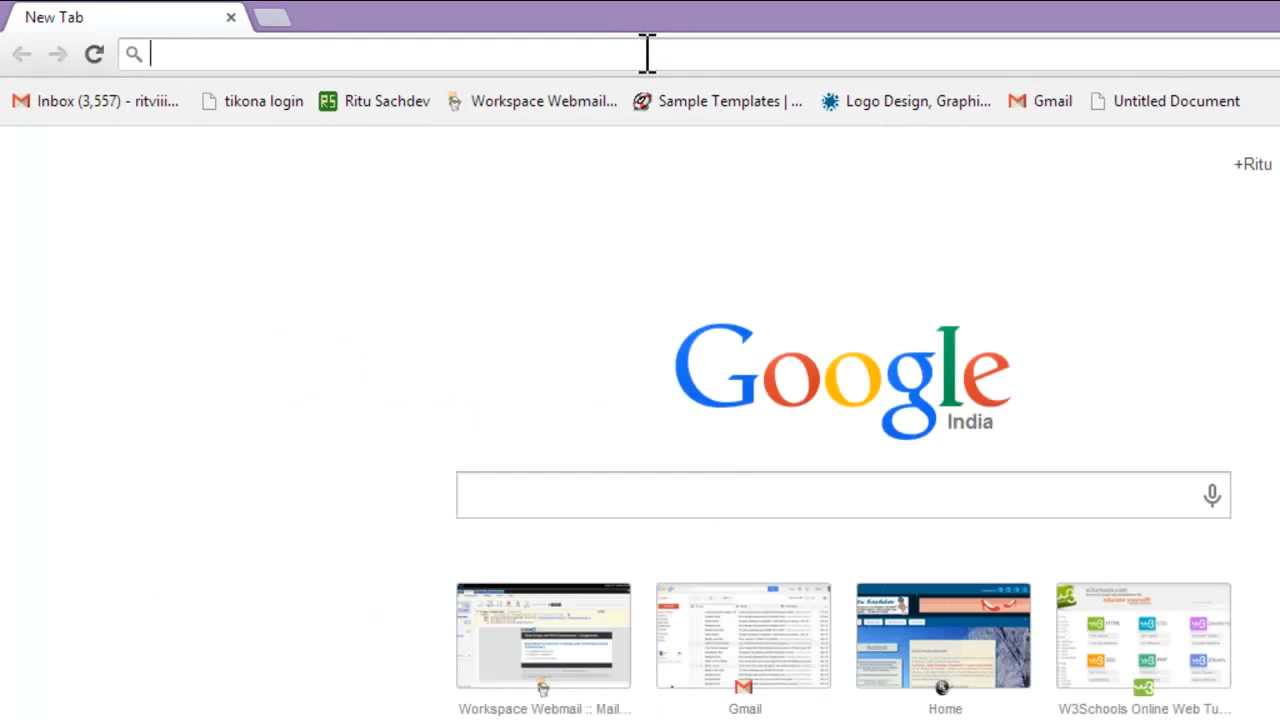 New Tab
Inbox (3,557) - ritviii... tikona login Ritu Sachdev Workspace Webmail... Sample Templates | ... Logo Design, Graphi... Gmail Untitled Document
+Ritu
Google
India
Workspace Webmail :: Mail... Gmail Home W3Schools Online Web Tu...